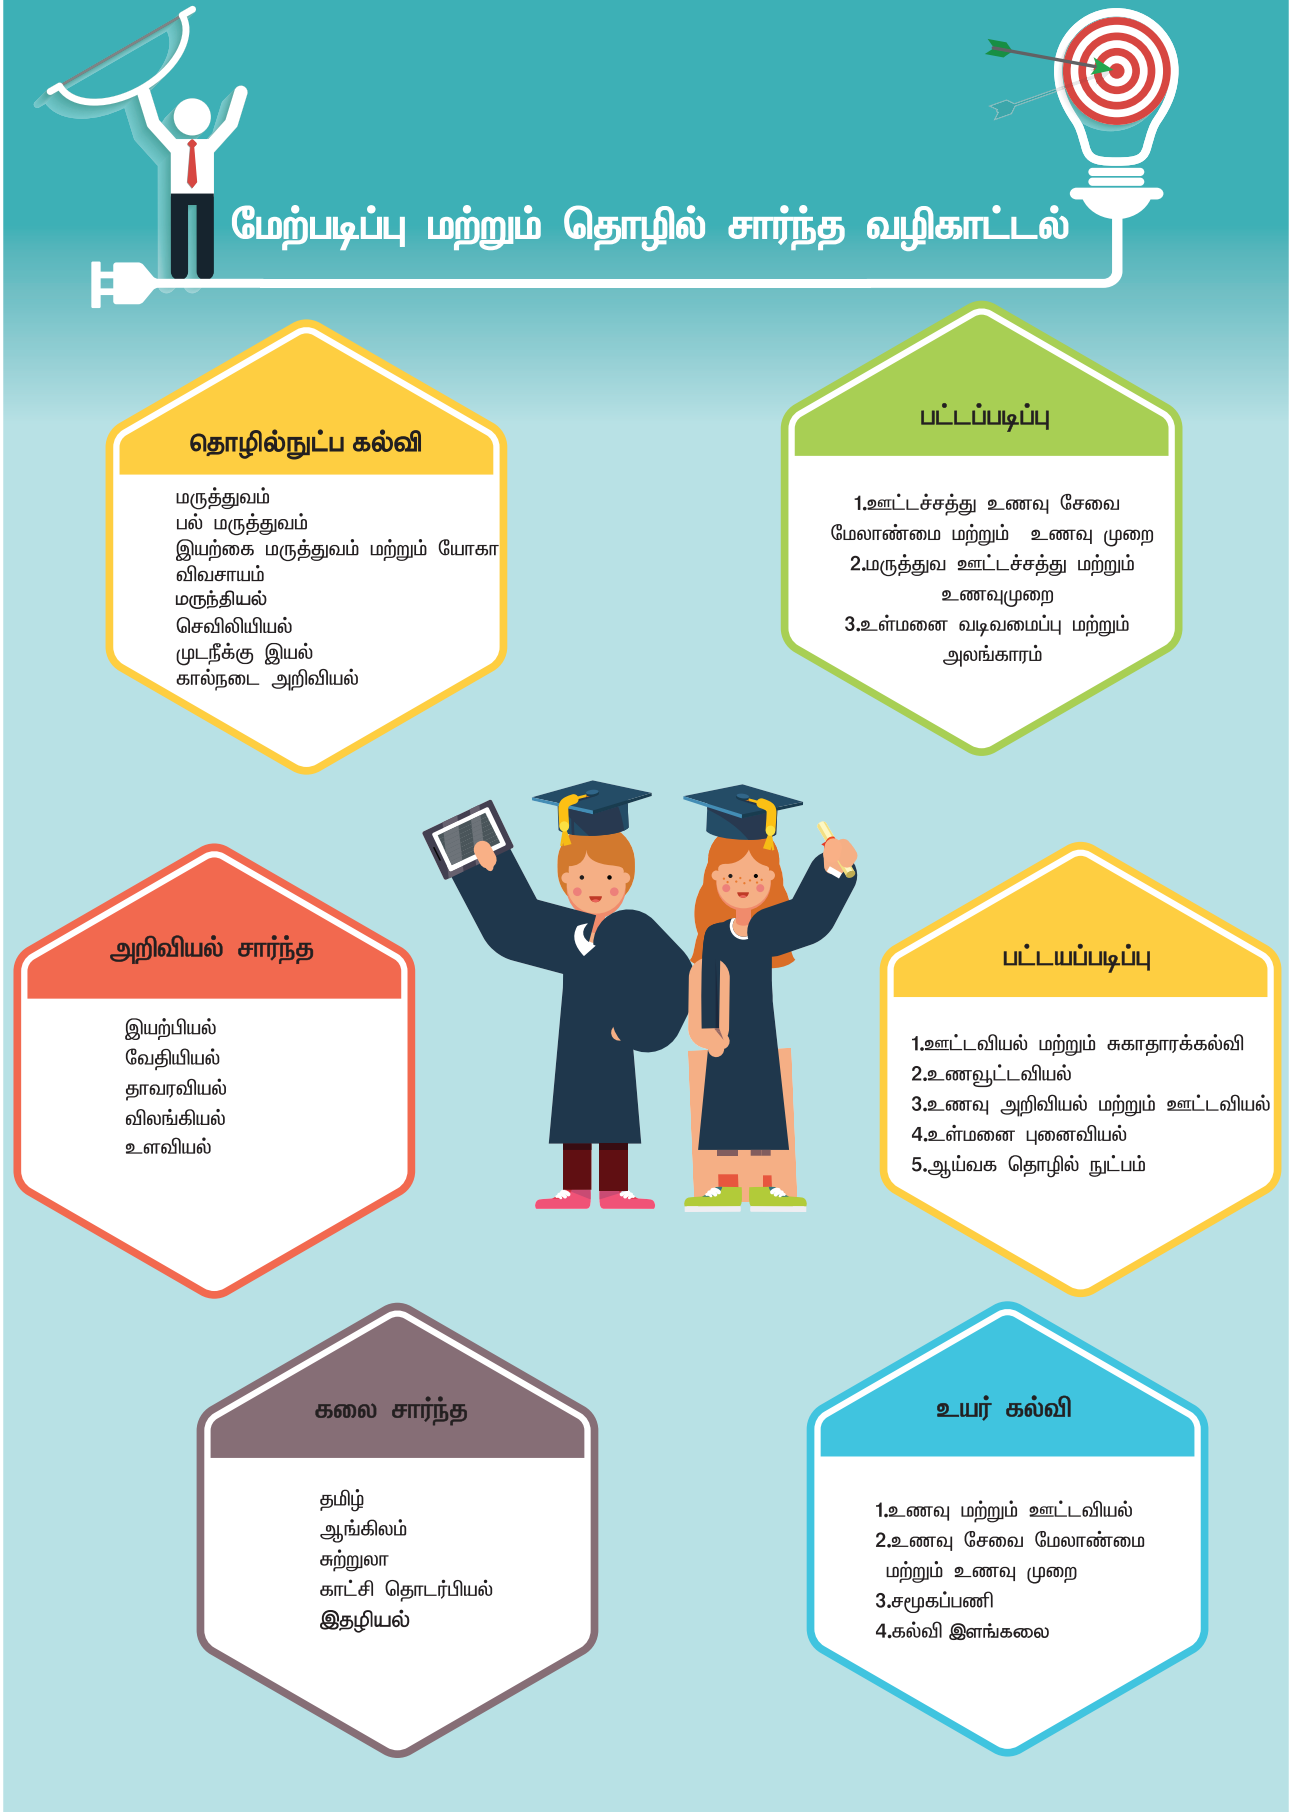 மேற்படிப்பு மற்றும் தொழில் சார்ந்த வழிகாட்டல்
தொழில்நுட்ப கல்வி
மருத்துவம்
பல் மருத்துவம்
இயற்கை மருத்துவம் மற்றும் யோகா
விவசாயம்
மருந்தியல்
செவிலியியல்
முடநீக்கு இயல்
கால்நடை அறிவியல்
பட்டப்படிப்பு
1.ஊட்டச்சத்து உணவு சேவை
மேலாண்மை மற்றும் உணவு முறை
2.மருத்துவ ஊட்டச்சத்து மற்றும்
உணவுமுறை
3.உள்மனை வடிவமைப்பு மற்றும்
அலங்காரம்
அறிவியல் சார்ந்த
இயற்பியல்
வேதியியல்
தாவரவியல்
விலங்கியல்
உளவியல்
பட்டயப்படிப்பு
1.ஊட்டவியல் மற்றும் சுகாதாரக்கல்வி
2.உணவூட்டவியல்
3.உணவு அறிவியல் மற்றும் ஊட்டவியல்
4.உள்மனை புனைவியல்
5.ஆய்வக தொழில் நுட்பம்
கலை சார்ந்த
தமிழ்
ஆங்கிலம்
சுற்றுலா
காட்சி தொடர்பியல்
இதழியல்
உயர் கல்வி
1.உணவு மற்றும் ஊட்டவியல்
2.உணவு சேவை மேலாண்மை
மற்றும் உணவு முறை
3.சமூகப்பணி
4.கல்வி இளங்கலை